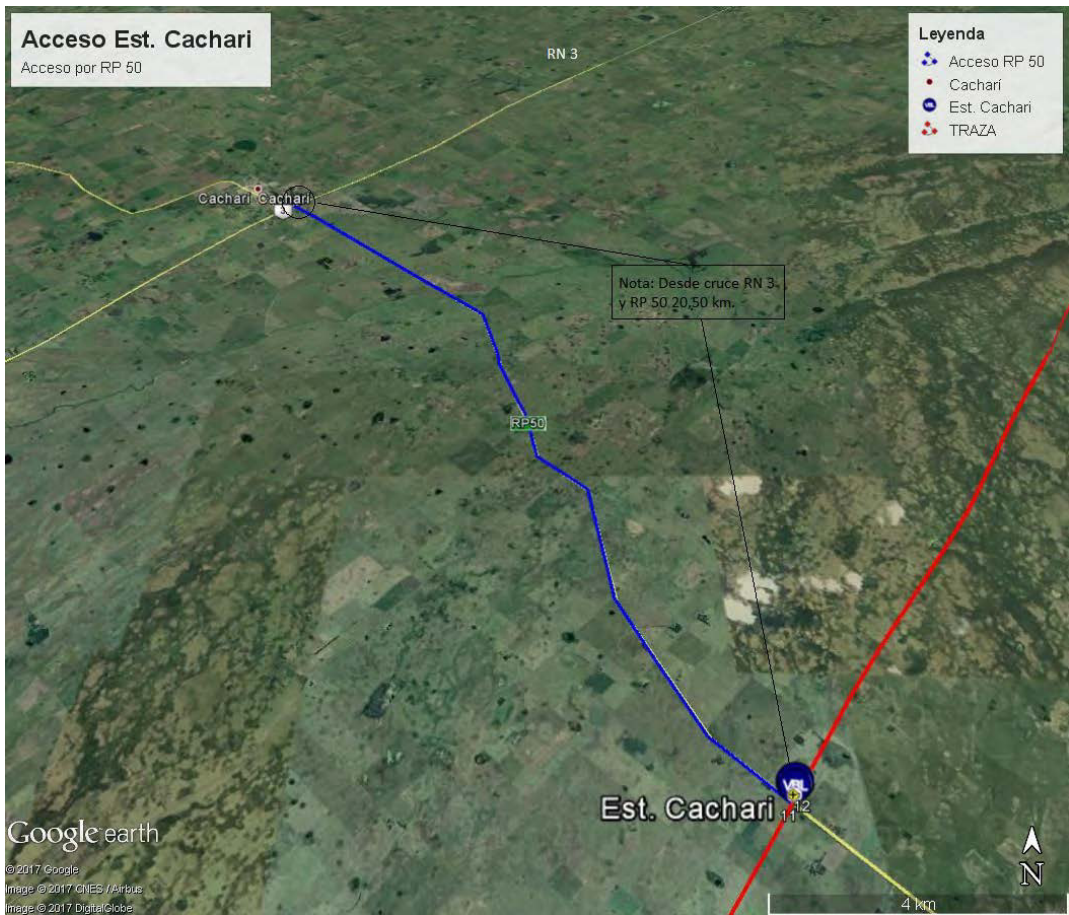 Acceso Est. Cachari
Acceso por RP 50
RN 3
Leyenda
Acceso RP 50
Cacharí
Est. Cachari
TRAZA
Cachari Cachari
3
Nota: Desde cruce RN 3
y RP 50 20,50 km.
RP50
VBL
Est. Cachari
12
11
Google earth
© 2017 Google
Image © 2017 CNES / Airbus
Image © 2017 DigitalGlobe
N
4 km